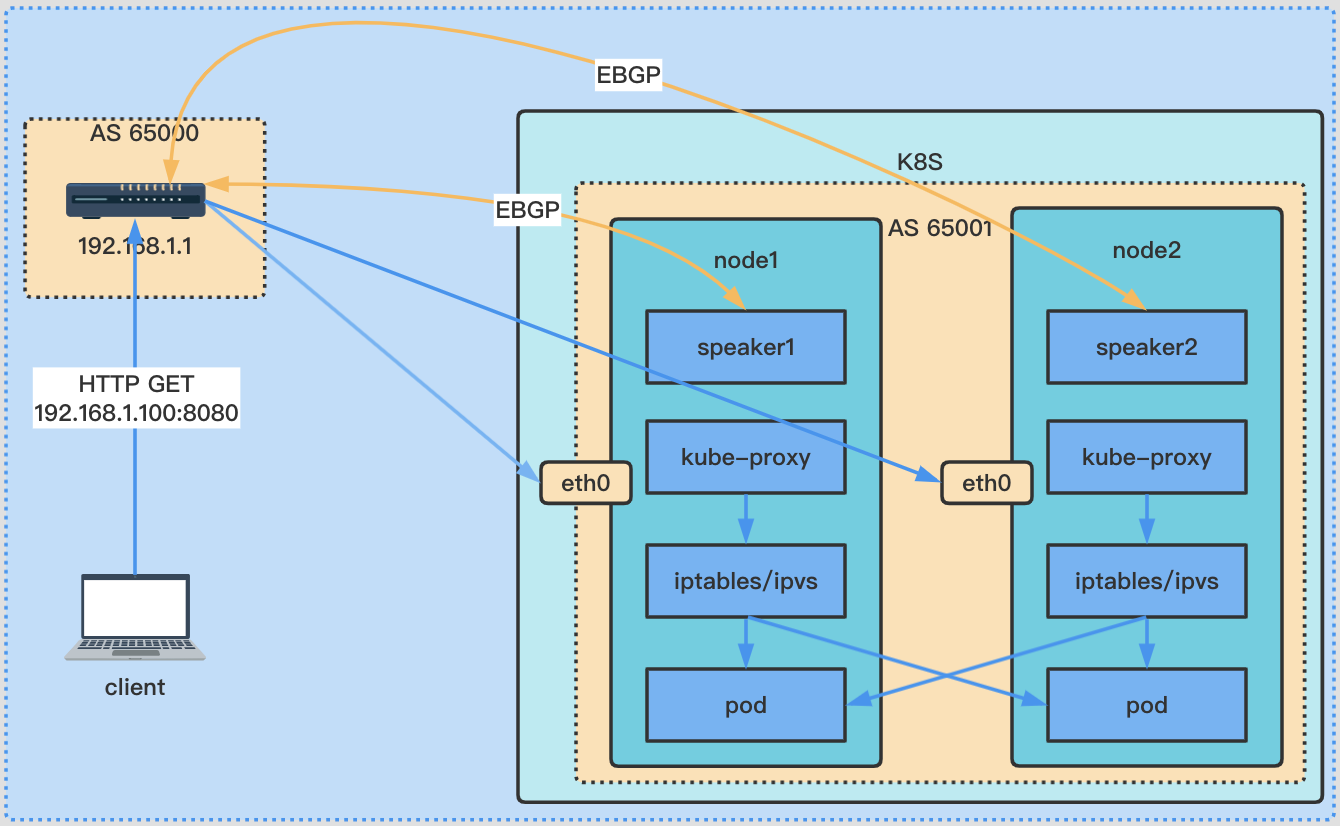 EBGP
AS 65000
K8S
192.168.1.1
EBGP
AS 65001
node1
node2
speaker1
speaker2
HTTP GET
192.168.1.100:8080
kube-proxy
kube-proxy
eth0
eth0
iptables/ipvs
iptables/ipvs
client
pod
pod